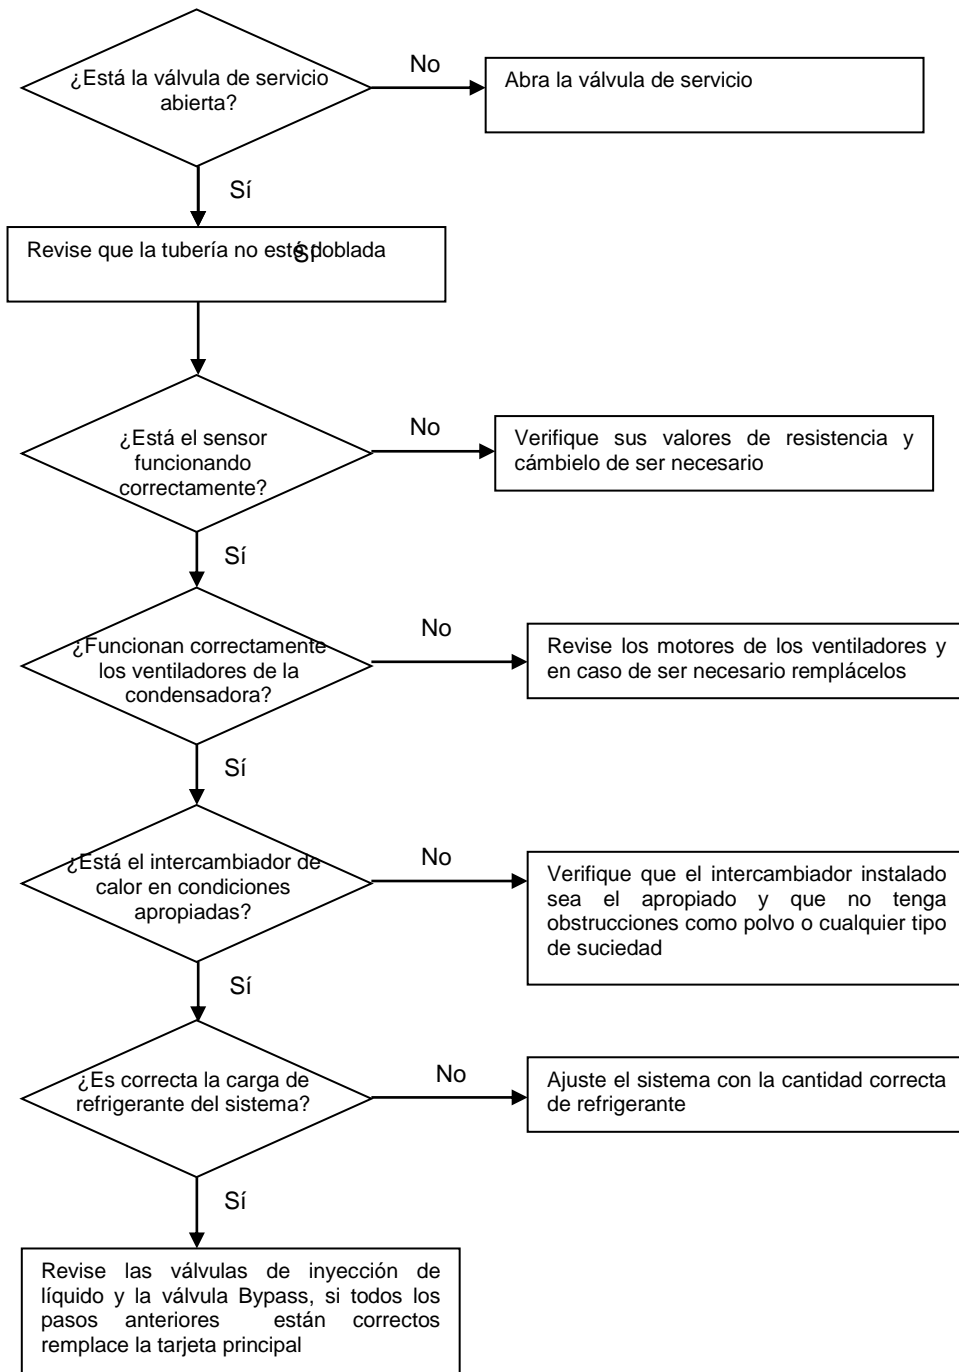 ¿Está la válvula de servicio
abierta?
No
Abra la válvula de servicio
Sí
Revise que la tubería no esté doblada
Sí
¿Está el sensor
funcionando
correctamente?
No
Verifique sus valores de resistencia y
cámbielo de ser necesario
Sí
¿Funcionan correctamente
los ventiladores de la
condensadora?
No
Revise los motores de los ventiladores y
en caso de ser necesario remplácelos
Sí
¿Está el intercambiador de
calor en condiciones
apropiadas?
No
Verifique que el intercambiador instalado
sea el apropiado y que no tenga
obstrucciones como polvo o cualquier tipo
de suciedad
Sí
¿Es correcta la carga de
refrigerante del sistema?
No
Ajuste el sistema con la cantidad correcta
de refrigerante
Sí
Revise las válvulas de inyección de
líquido y la válvula Bypass, si todos los
pasos anteriores están correctos
remplace la tarjeta principal